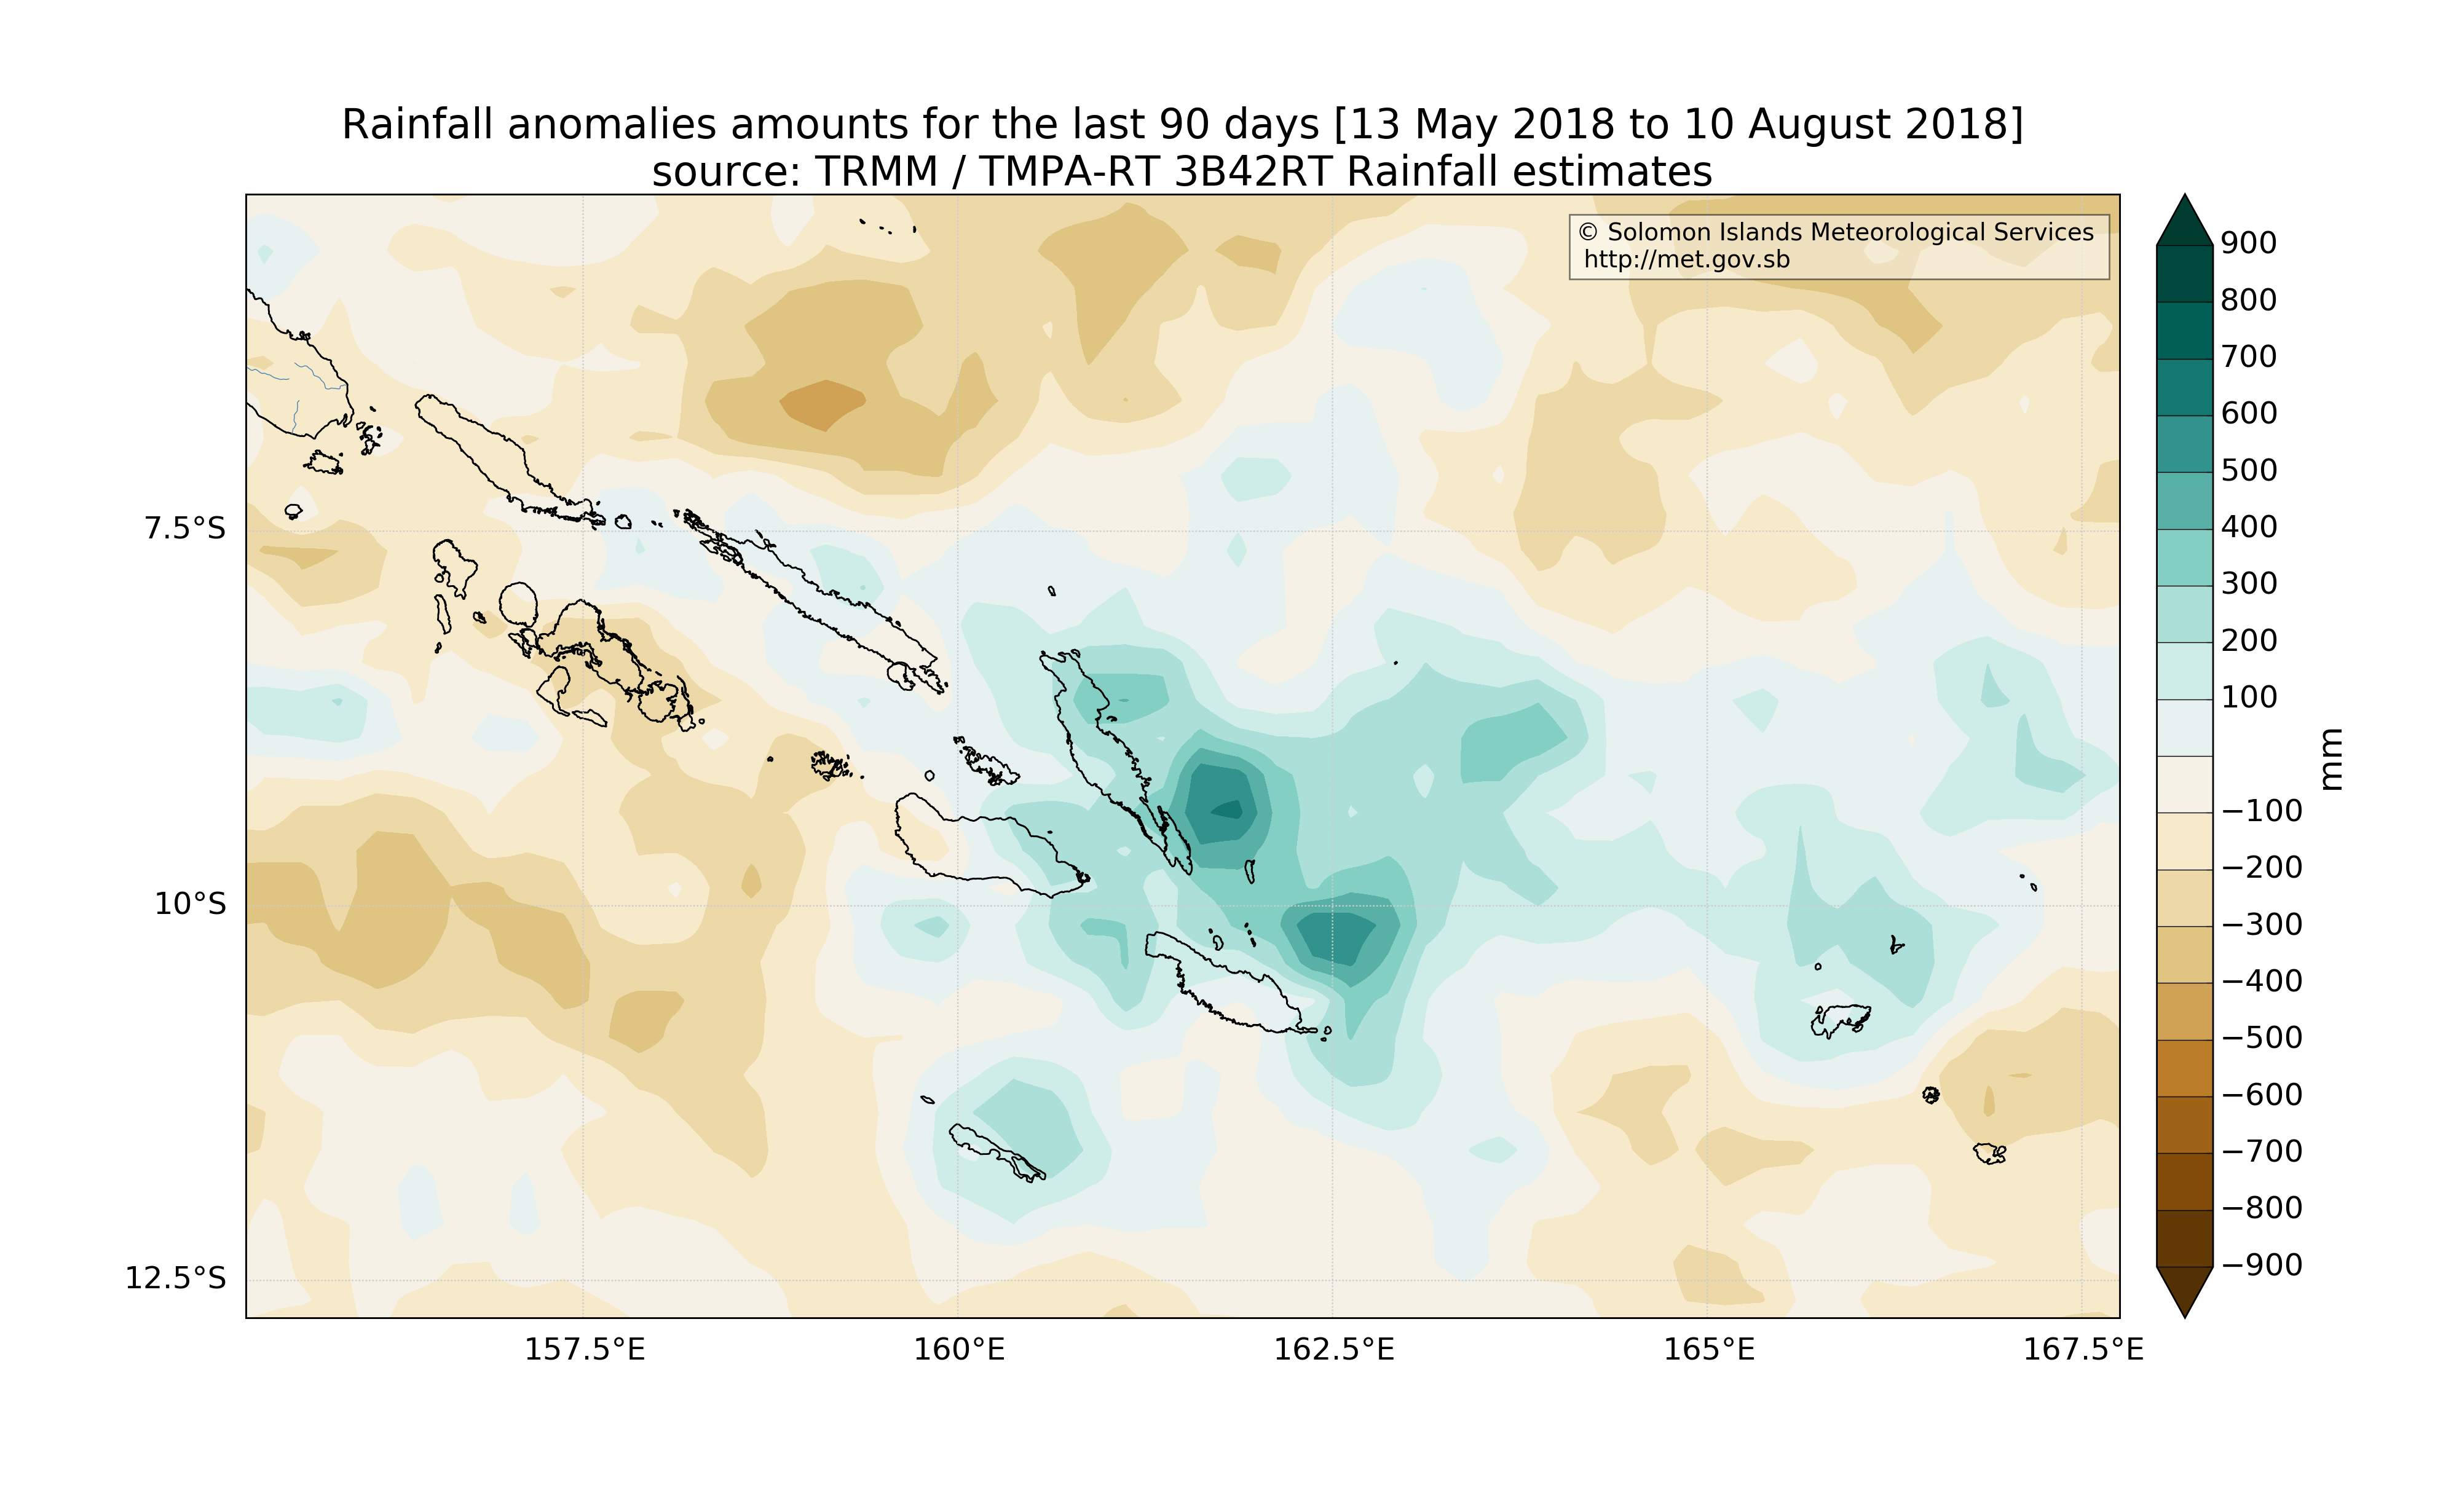 Rainfall anomalies amounts for the last 90 days [13 May 2018 to 10 August 2018]
source: TRMM / TMPA-RT 3B42RT Rainfall estimates
© Solomon Islands Meteorological Services
http://met.gov.sb
7.5°S
10°S
12.5°S
157.5°E
160°E
162.5°E
165°E
167.5°E
900
800
700
600
500
400
300
200
100
−100
−200
−300
−400
−500
−600
−700
−800
−900
mm